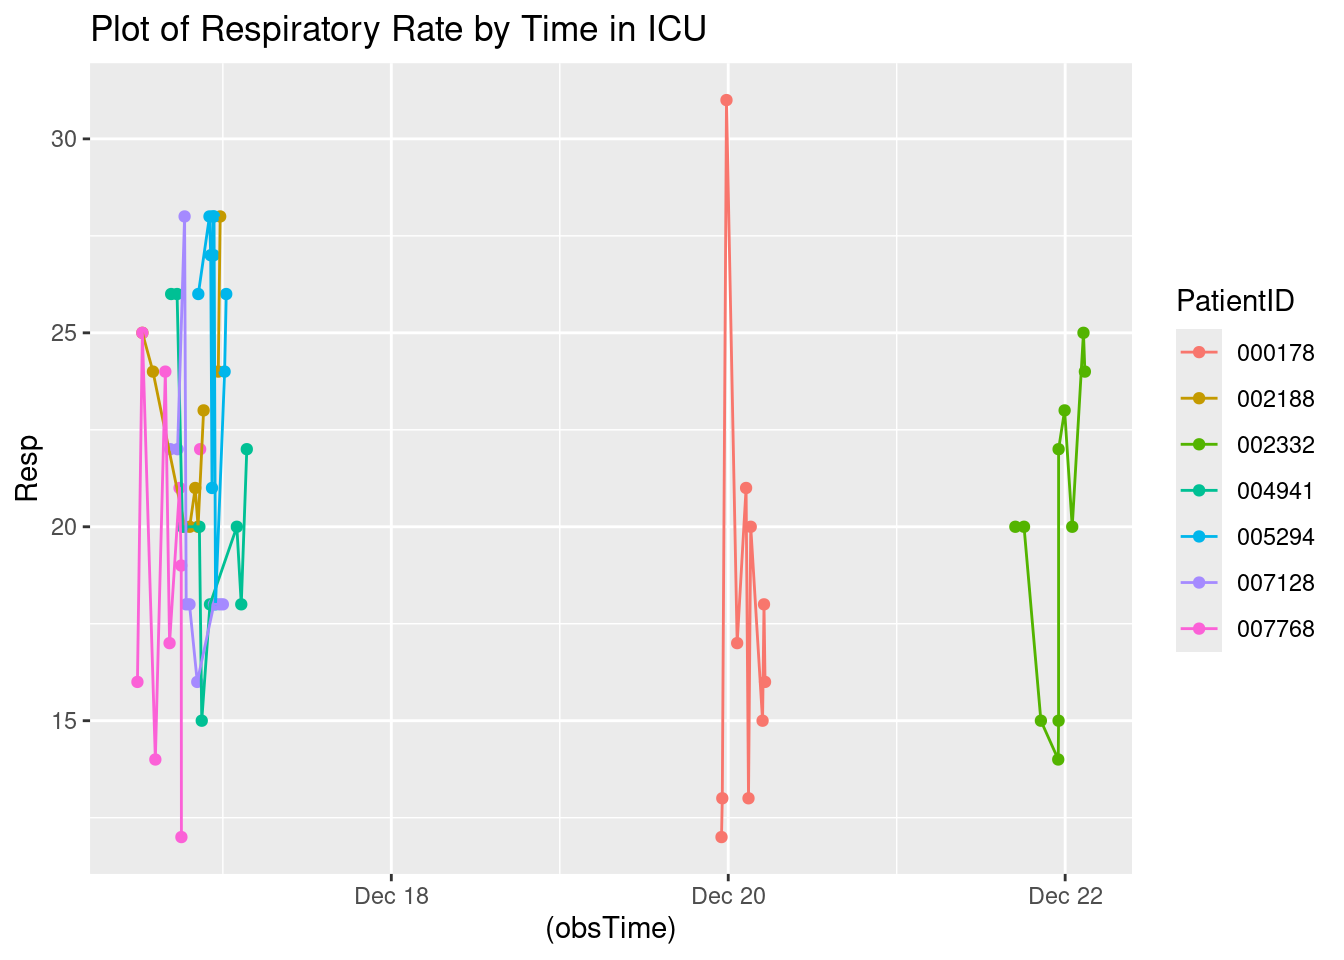 Plot of Respiratory Rate by Time in ICU
30
25
20
15
Resp
Dec 18
Dec 20
Dec 22
(obsTime)
PatientID
000178
002188
002332
004941
005294
007128
007768